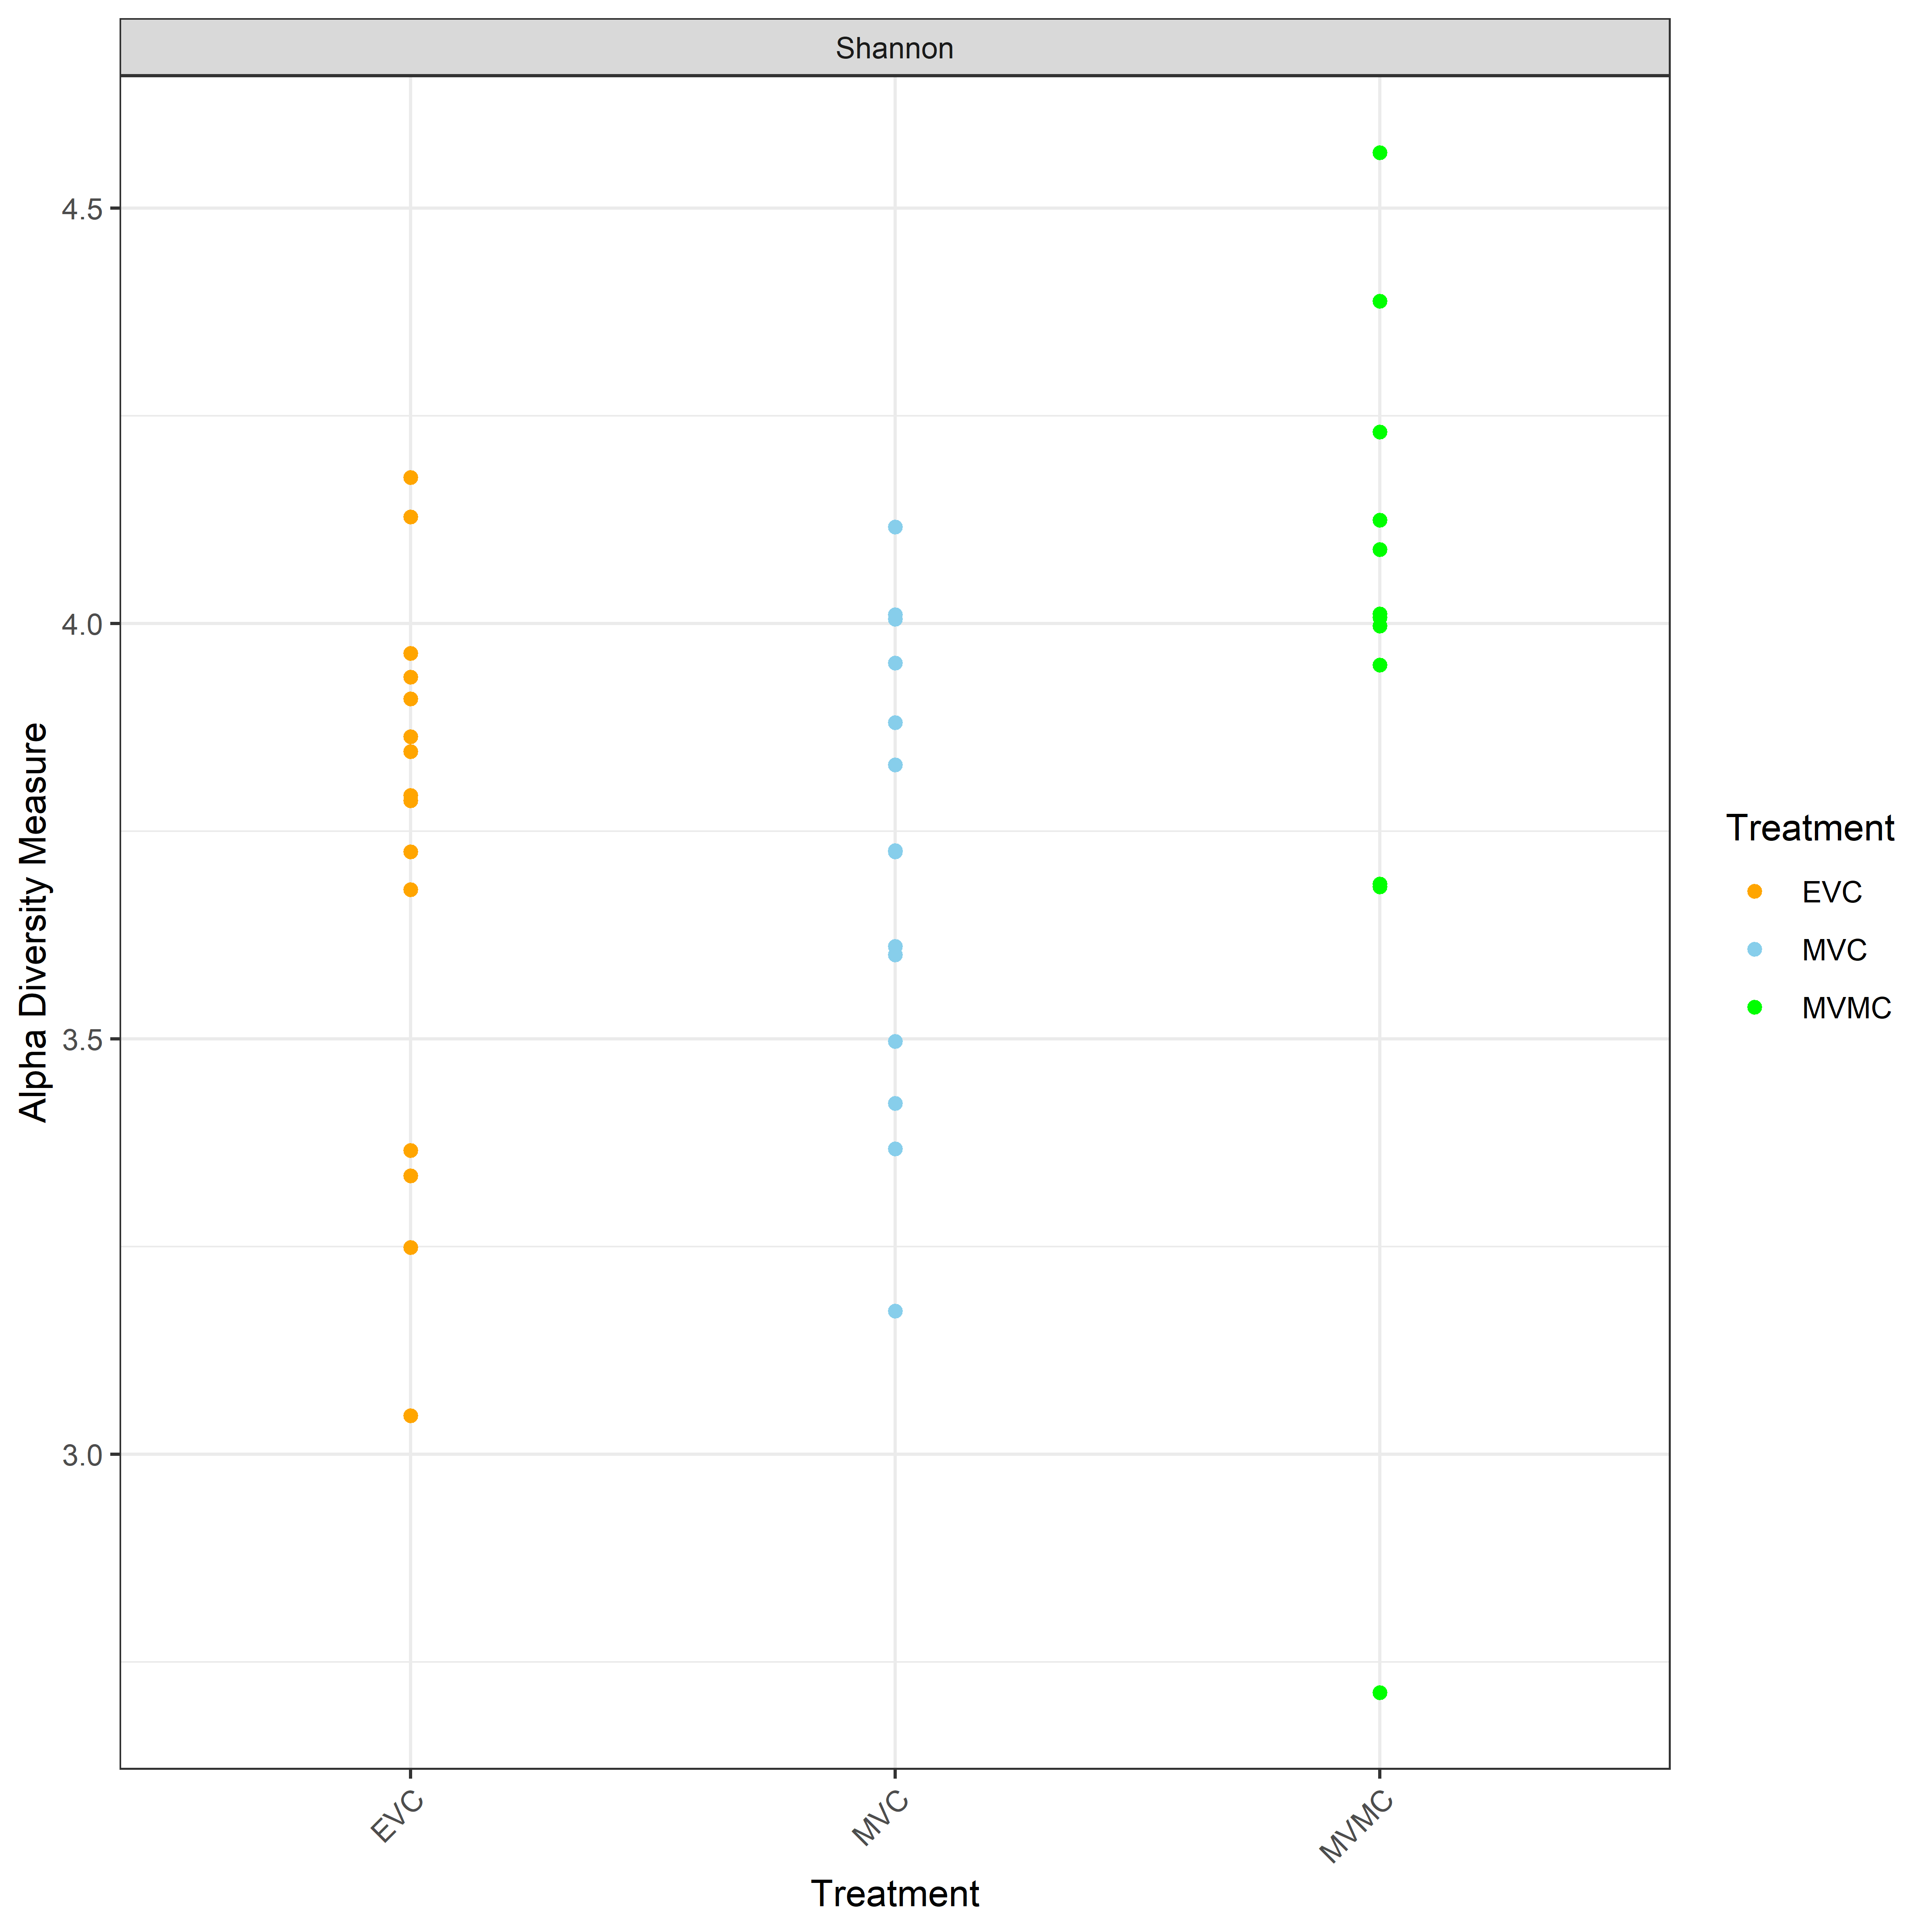 Shannon
Alpha Diversity Measure
4.5
4.0
3.5
3.0
EVC
MVC
MVMC
Treatment
Treatment
EVC
MVC
MVMC